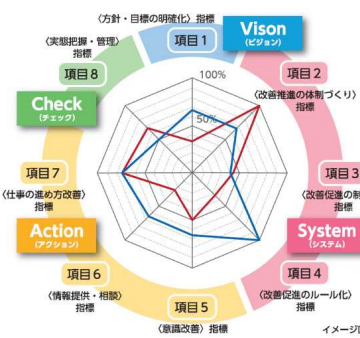 〈方針・目標の明確化〉指標
項目1
Vison
(ビジョン)
〈実態把握・管理〉
指標
項目8
100%
50%
項目2
〈改善推進の体制づくり〉
指標
Check
(チェック)
項目7
〈仕事の進め方改善〉
指標
項目3
〈改善促進の制
指標
Action
(アクション)
System
(システム)
項目6
〈情報提供・相談〉
指標
項目4
〈改善促進のルール化〉
指標
項目5
〈意識改善〉指標
イメージ